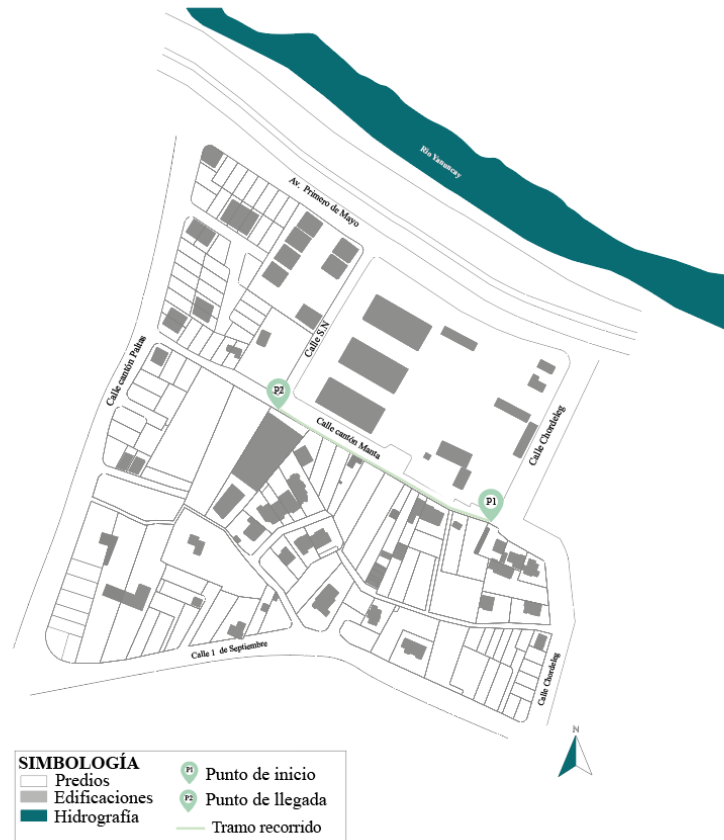 Río Yanuncay
Av. Primero de Mayo
Calle S.N
Calle cantón Paltas
P2
Calle cantón Manta
Calle Chordeleg
P1
Calle 1 de Septiembre
Calle Chordeleg
N
SIMBOLOGÍA
Predios
Edificaciones
Hidrografía
P1 Punto de inicio
P2 Punto de llegada
Tramo recorrido